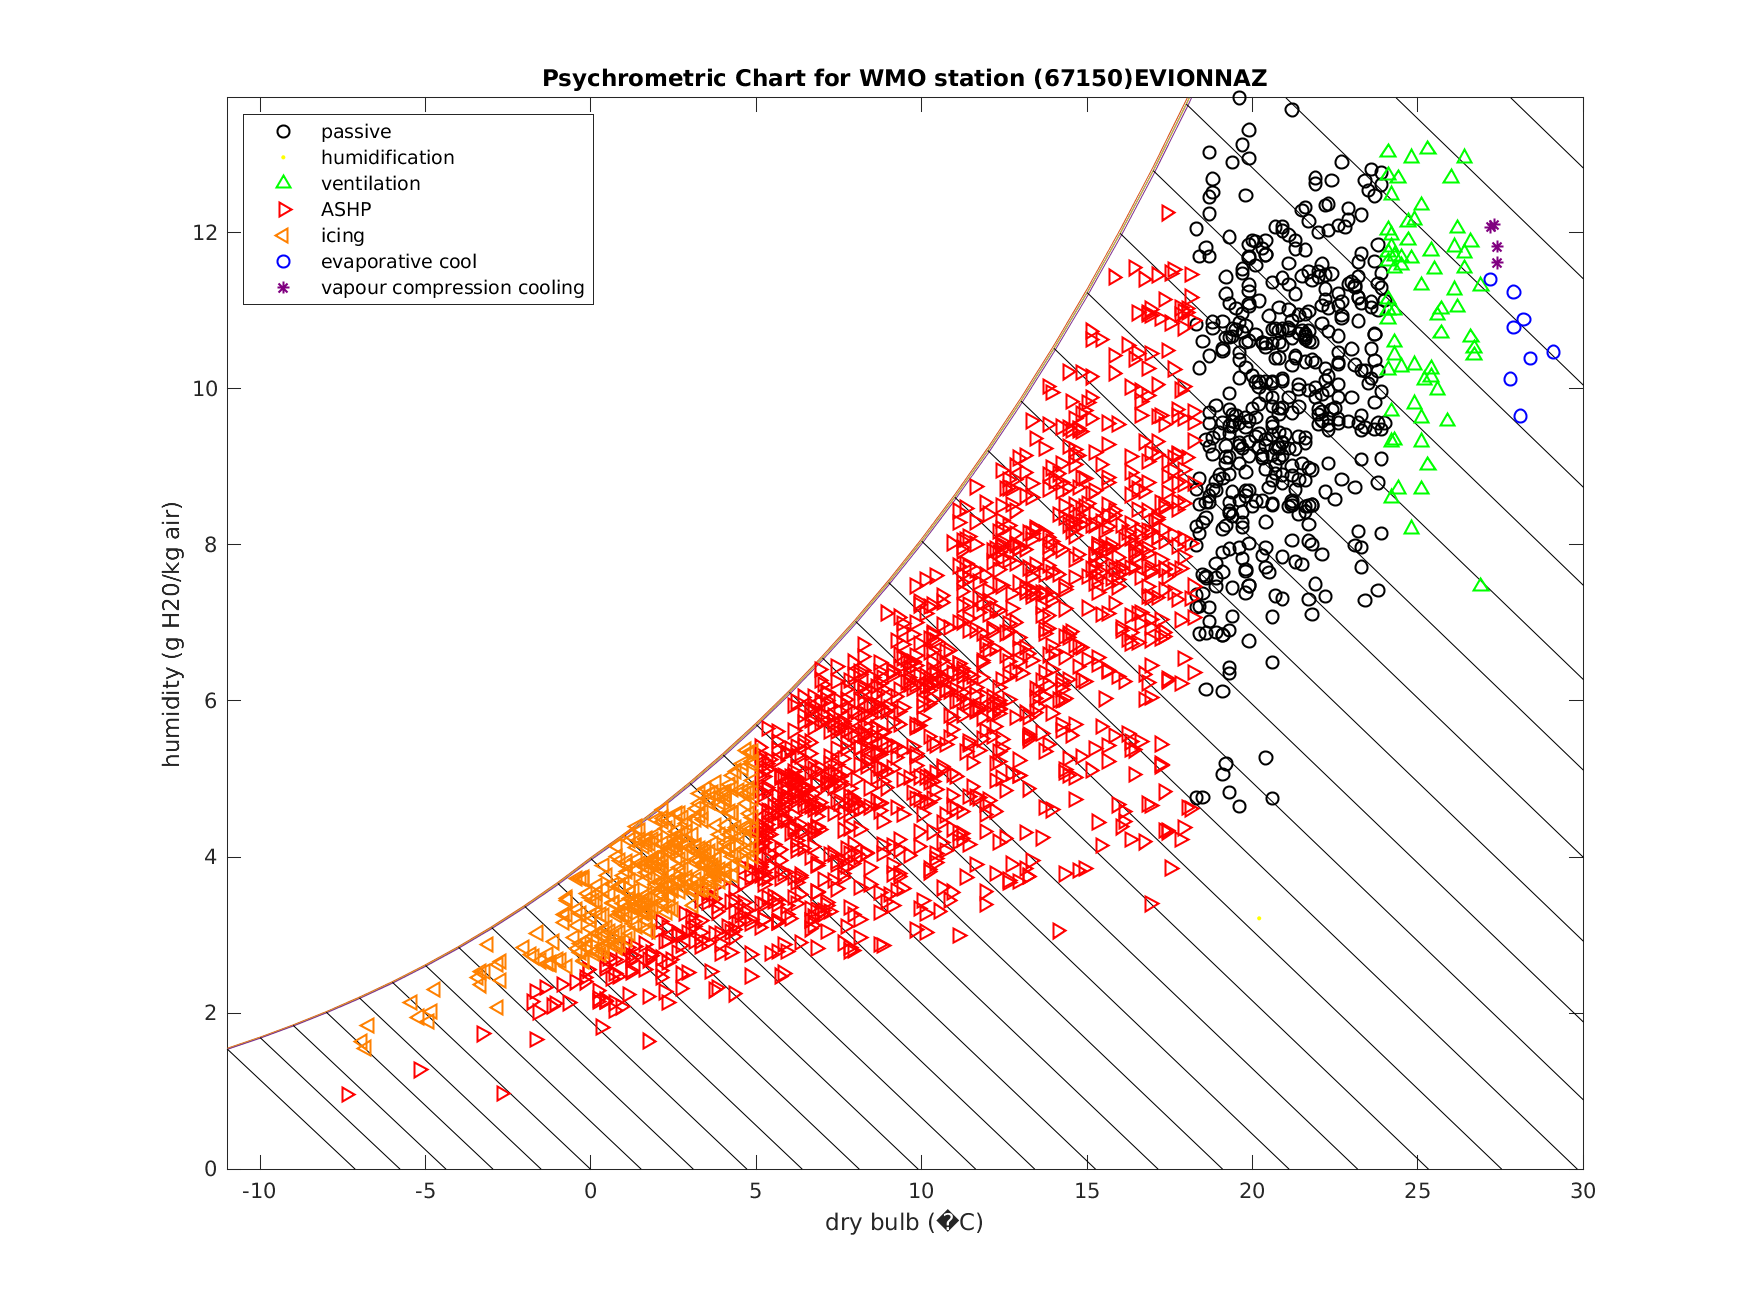 Psychrometric Chart for WMO station (67150)EVIONNAZ
passive
humidification
ventilation
ASHP
icing
evaporative cool
vapour compression cooling
humidity (g H20/kg air)
12
10
8
6
4
2
0
-10 -5 0 5 10 15 20 25 30
dry bulb (�C)